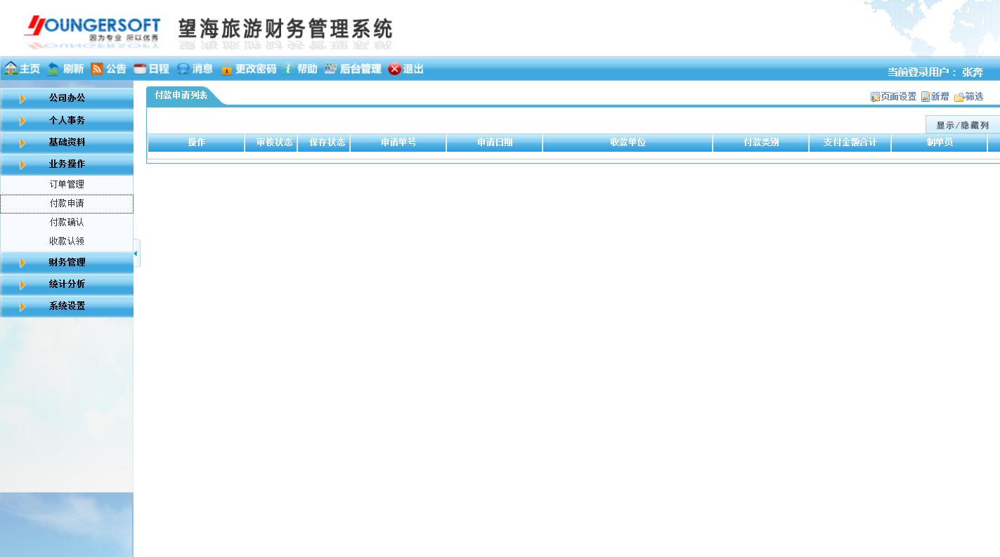 YOUNGERSOFT
因为专业 所以优秀
望海旅游财务管理系统
主页 刷新 公告 日程 消息 更改密码 帮助 后台管理 退出
当前登录用户： 张奔
公司办公
个人事务
基础资料
业务操作
订单管理
付款申请
付款确认
收款认领
财务管理
统计分析
系统设置
付款申请列表
页面设置 新增 筛选
显示/隐藏列
操作 审核状态 保存状态 申请单号 申请日期 收款单位 付款类别 支付金额合计 制单员